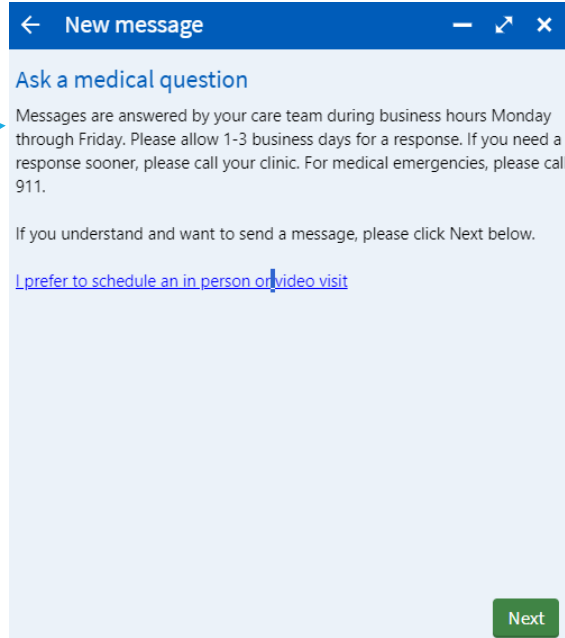 New message
Ask a medical question
Messages are answered by your care team during business hours Monday
through Friday. Please allow 1-3 business days for a response. If you need a
response sooner, please call your clinic. For medical emergencies, please cal
911.
If you understand and want to send a message, please click Next below.
I prefer to schedule an in person or video visit
Next